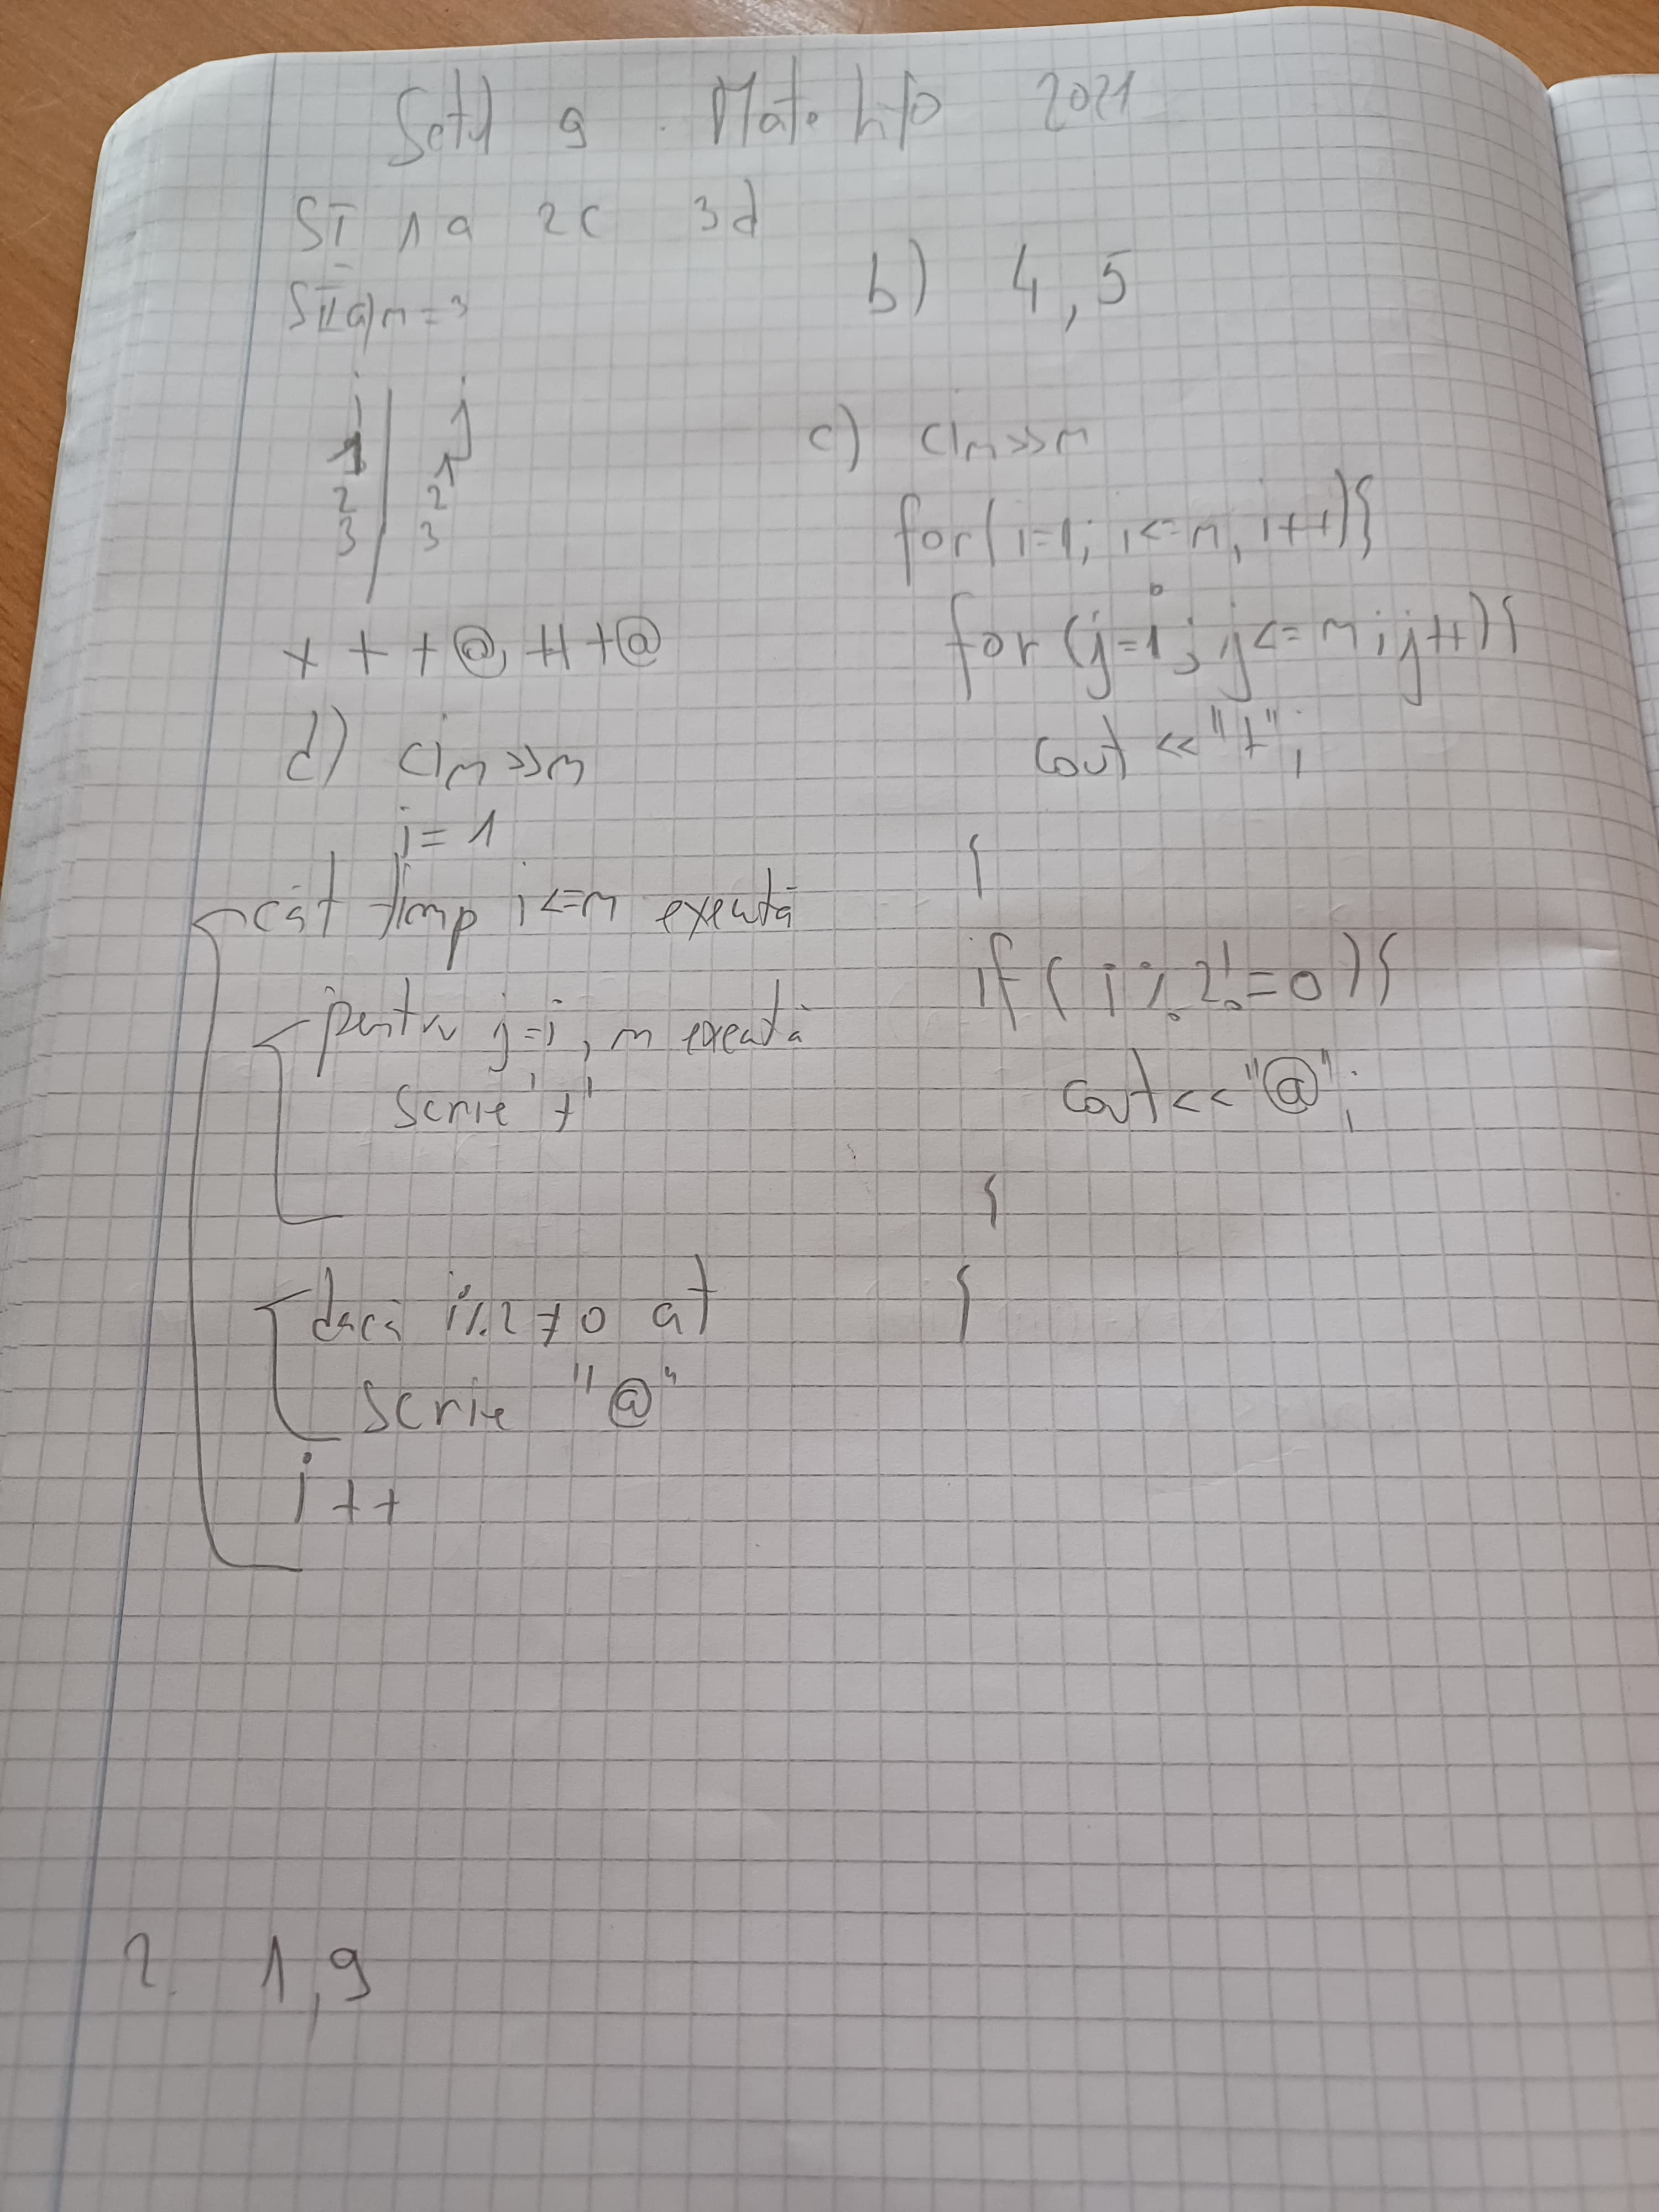 Setul 9 Mate Info 2021
SI 1a 2c 3d
SII a) n=3
b) 4,5
i | j
1 | 1
2 | 2
3 | 3
+ + + @, ++ + @
c) cin>>n
for(i=1; i<=n, i++){
for (j=i; j<= n; j++){
cout <<"+";
}
if ( i % 2!=0 ){
cout<< "@";
}
}
d) cin >>n
i=1
cât timp i<=n execută
pentru j=i, n execută
scrie '+'
dacă i%2≠0 at
scrie "@"
i++
2. 1,9